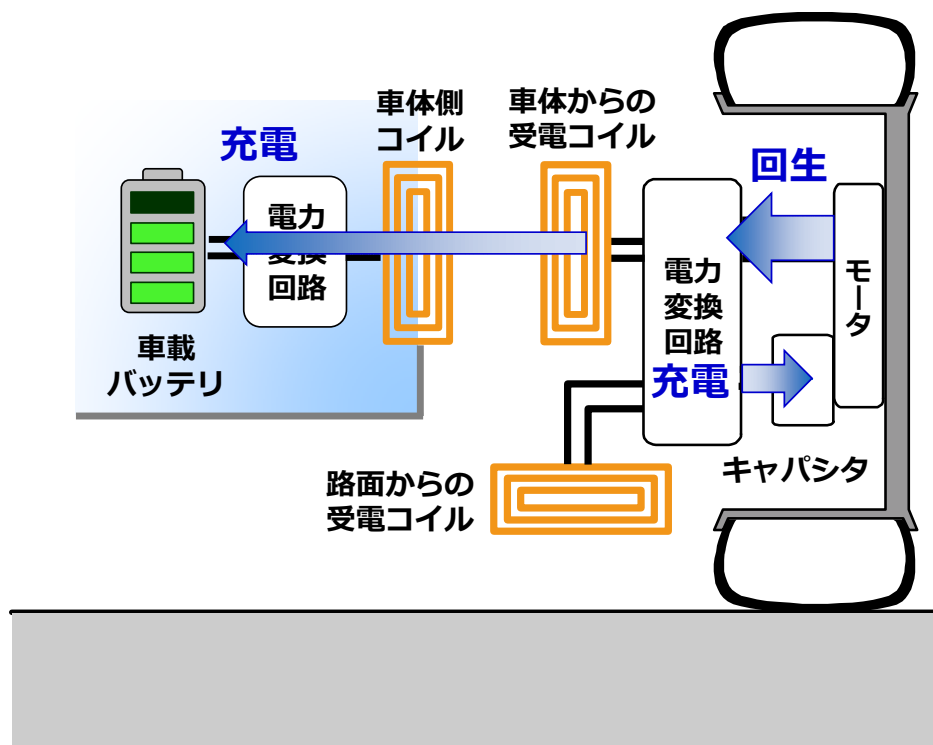 車体側
コイル
車体からの
受電コイル
充電
回生
電力
変換
回路
電力
変換
回路
モータ
充電
車載
バッテリ
キャパシタ
路面からの
受電コイル